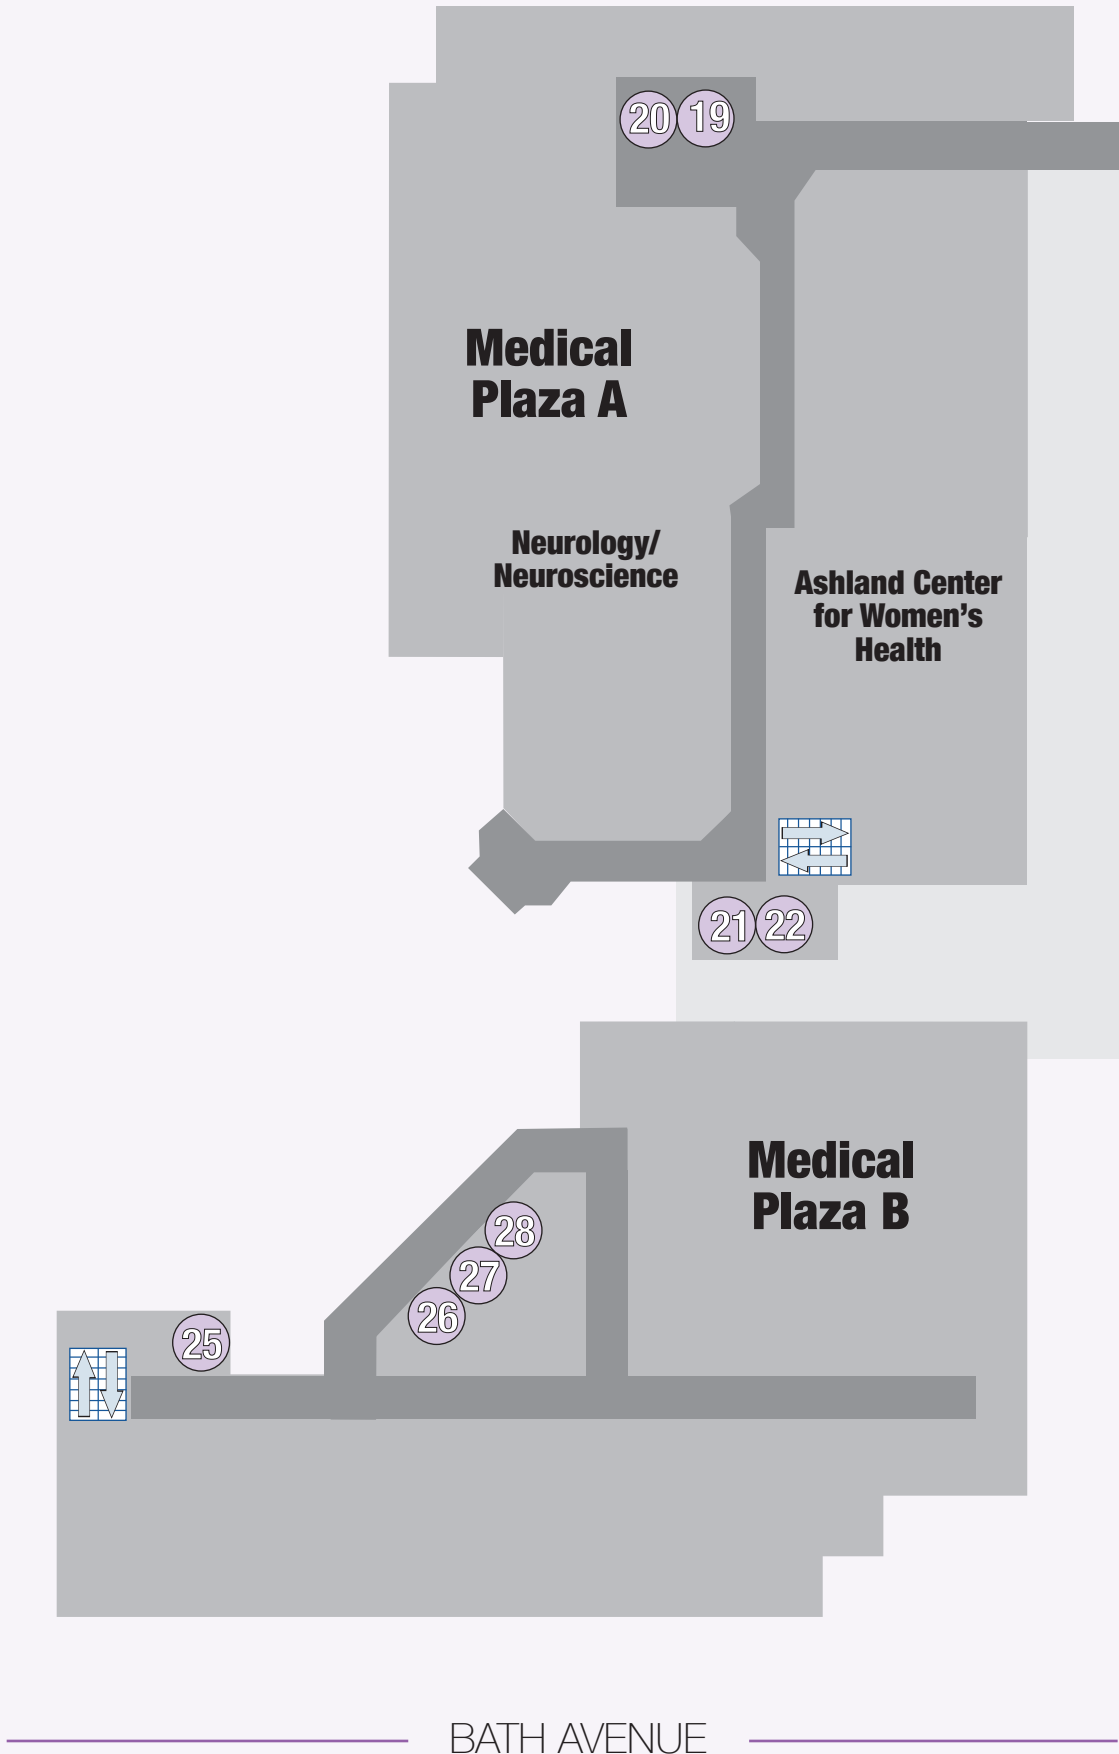 20 19
Medical
Plaza A
Neurology/
Neuroscience
Ashland Center
for Women's
Health
21 22
Medical
Plaza B
28
27
26
25
BATH AVENUE